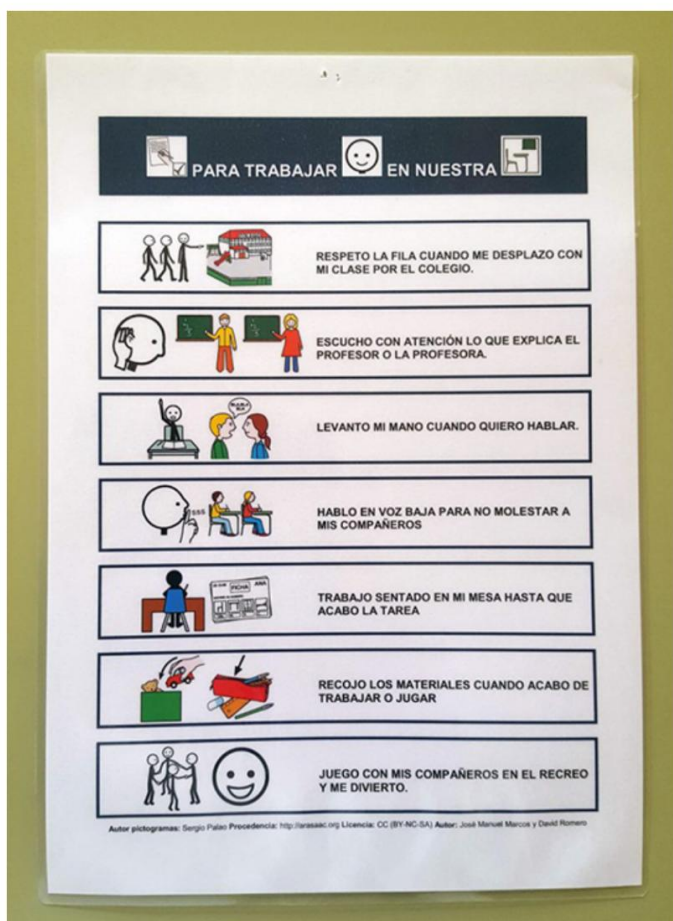 PARA TRABAJAR EN NUESTRA
RESPETO LA FILA CUANDO ME DESPLAZO CON
MI CLASE POR EL COLEGIO.
ESCUCHO CON ATENCIÓN LO QUE EXPLICA EL
PROFESOR O LA PROFESORA.
LEVANTO MI MANO CUANDO QUIERO HABLAR.
SSS
HABLO EN VOZ BAJA PARA NO MOLESTAR A
MIS COMPAÑEROS
FICHA ANA
TRABAJO SENTADO EN MI MESA HASTA QUE
ACABO LA TAREA
RECOJO LOS MATERIALES CUANDO ACABO DE
TRABAJAR O JUGAR
JUEGO CON MIS COMPAÑEROS EN EL RECREO
Y ME DIVIERTO.
Autor pictogramas: Sergio Palao Procedencia: http://arasaac.org Licencia: CC (BY-NC-SA) Autor: José Manuel Marcos y David Romero